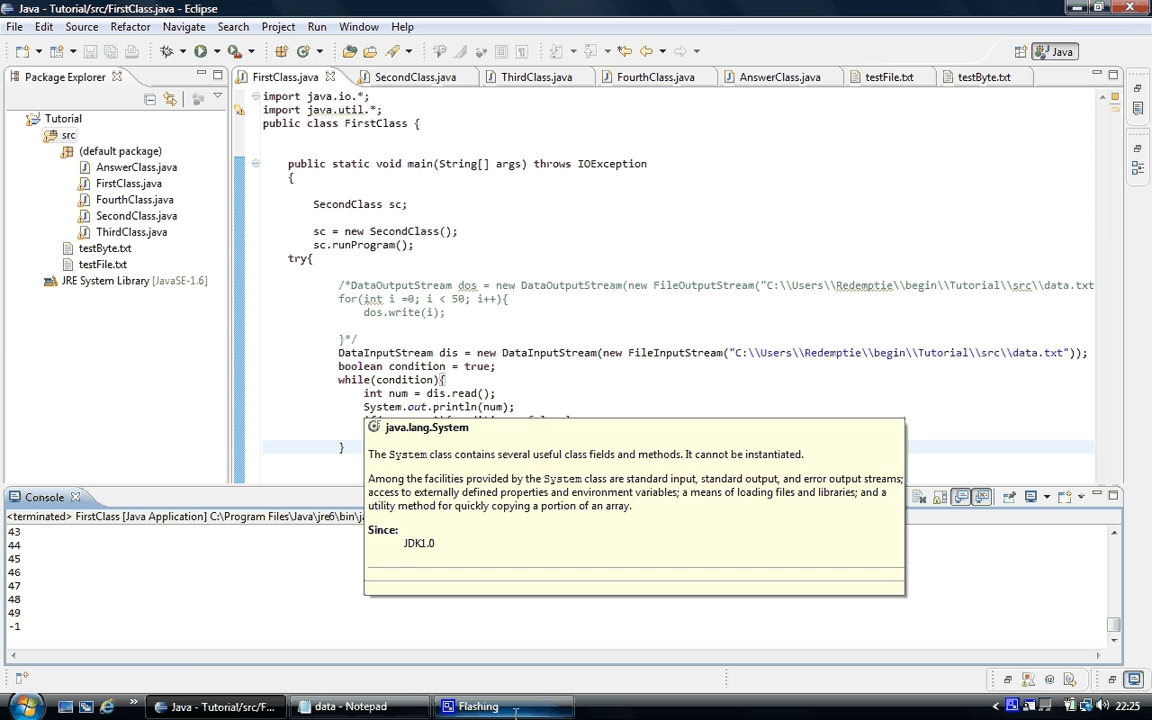 Java - Tutorial/src/FirstClass.java - Eclipse
File Edit Source Refactor Navigate Search Project Run Window Help
Java
Package Explorer
FirstClass.java SecondClass.java ThirdClass.java FourthClass.java AnswerClass.java testFile.txt testByte.txt
Tutorial
src
(default package)
AnswerClass.java
FirstClass.java
FourthClass.java
SecondClass.java
ThirdClass.java
testByte.txt
testFile.txt
JRE System Library [JavaSE-1.6]
import java.io.*;
import java.util.*;
public class FirstClass {
public static void main(String[] args) throws IOException
{
SecondClass sc;
sc = new SecondClass();
sc.runProgram();
try{
/*DataOutputStream dos = new DataOutputStream(new FileOutputStream("C:\\Users\\Redemptie\\begin\\Tutorial\\src\\data.txt
for(int i =0; i < 50; i++){
dos.write(i);
}*/
DataInputStream dis = new DataInputStream(new FileInputStream("C:\\Users\\Redemptie\\begin\\Tutorial\\src\\data.txt"));
boolean condition = true;
while(condition){
int num = dis.read();
System.out.println(num);
}
java.lang.System
The System class contains several useful class fields and methods. It cannot be instantiated.
Among the facilities provided by the System class are standard input, standard output, and error output streams;
access to externally defined properties and environment variables; a means of loading files and libraries; and a
utility method for quickly copying a portion of an array.
Since:
JDK1.0
Console
<terminated> FirstClass [Java Application] C:\Program Files\Java\jre6\bin\j
43
44
45
46
47
48
49
-1
Java - Tutorial/src/F... data - Notepad Flashing 22:25